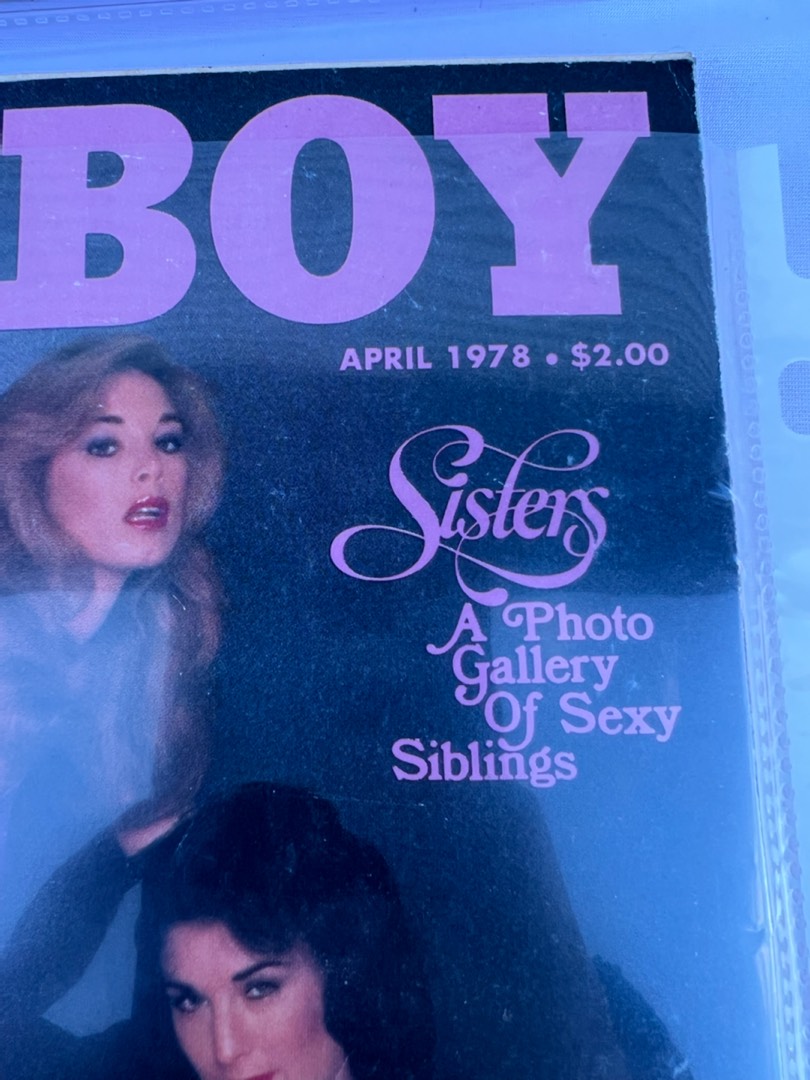 BOY
APRIL 1978 • $2.00
Sisters
A Photo
Gallery
Of Sexy
Siblings